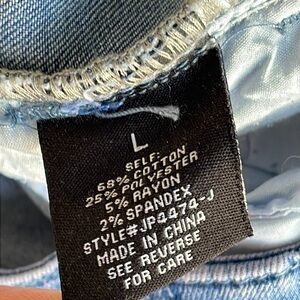 L
SELF:
68% COTTON
25% POLYESTER
5% RAYON
2% SPANDEX
STYLE#JP4474-J
MADE IN CHINA
SEE REVERSE
FOR CARE